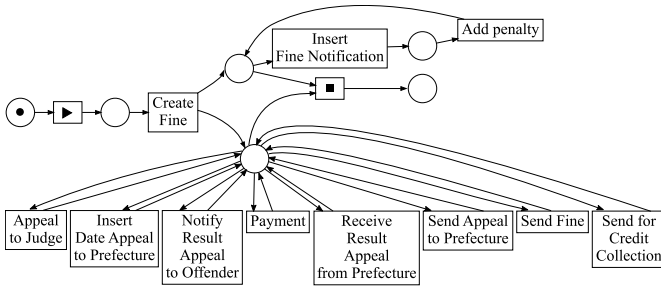 Add penalty
Insert
Fine Notification
Create
Fine
Appeal
to Judge
Insert
Date Appeal
to Prefecture
Notify
Result
Appeal
to Offender
Payment
Receive
Result
Appeal
from Prefecture
Send Appeal
to Prefecture
Send Fine
Send for
Credit
Collection